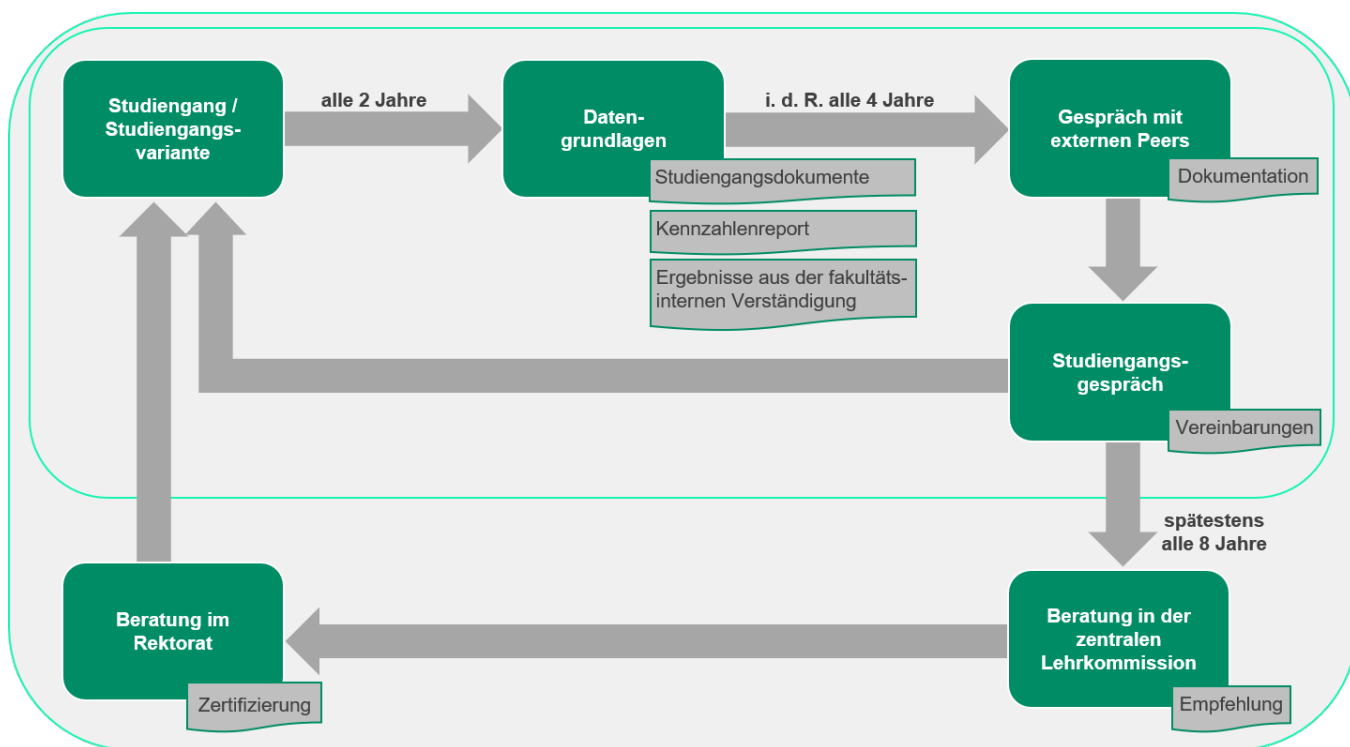 Studiengang /
Studiengangs-
variante
alle 2 Jahre
Daten-
grundlagen
Studiengangsdokumente
Kennzahlenreport
Ergebnisse aus der fakultäts-
internen Verständigung
i. d. R. alle 4 Jahre
Gespräch mit
externen Peers
Dokumentation
Studiengangs-
gespräch
Vereinbarungen
spätestens
alle 8 Jahre
Beratung in der
zentralen
Lehrkommission
Empfehlung
Beratung im
Rektorat
Zertifizierung